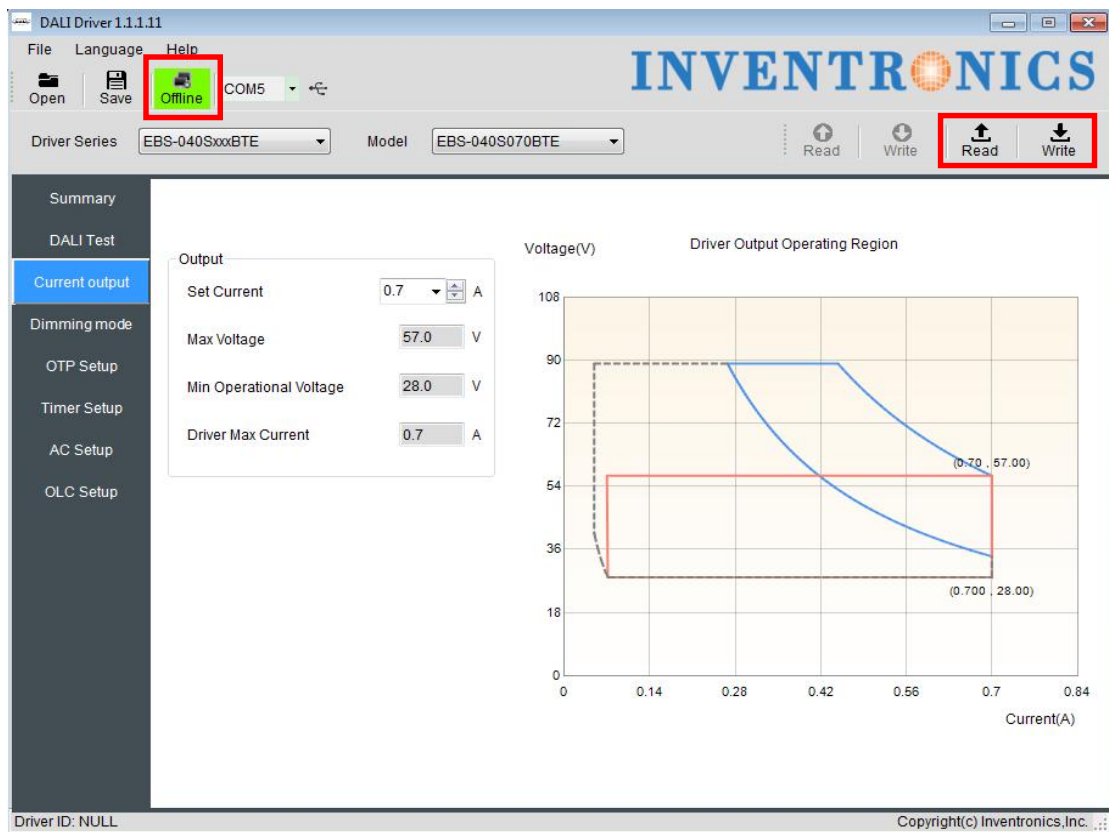 DALI Driver 1.1.1.11
File Language Help
INVENTRONICS
Open Save Offline COM5
Driver Series EBS-040SxxxBTE Model EBS-040S070BTE Read Write Read Write
Summary
DALI Test
Current output
Dimming mode
OTP Setup
Timer Setup
AC Setup
OLC Setup
Output
Set Current 0.7 A
Max Voltage 57.0 V
Min Operational Voltage 28.0 V
Driver Max Current 0.7 A
Voltage(V) Driver Output Operating Region
108
90
72
(0.70 , 57.00)
54
36
(0.700 , 28.00)
18
0
0 0.14 0.28 0.42 0.56 0.7 0.84
Current(A)
Driver ID: NULL Copyright(c) Inventronics,Inc.